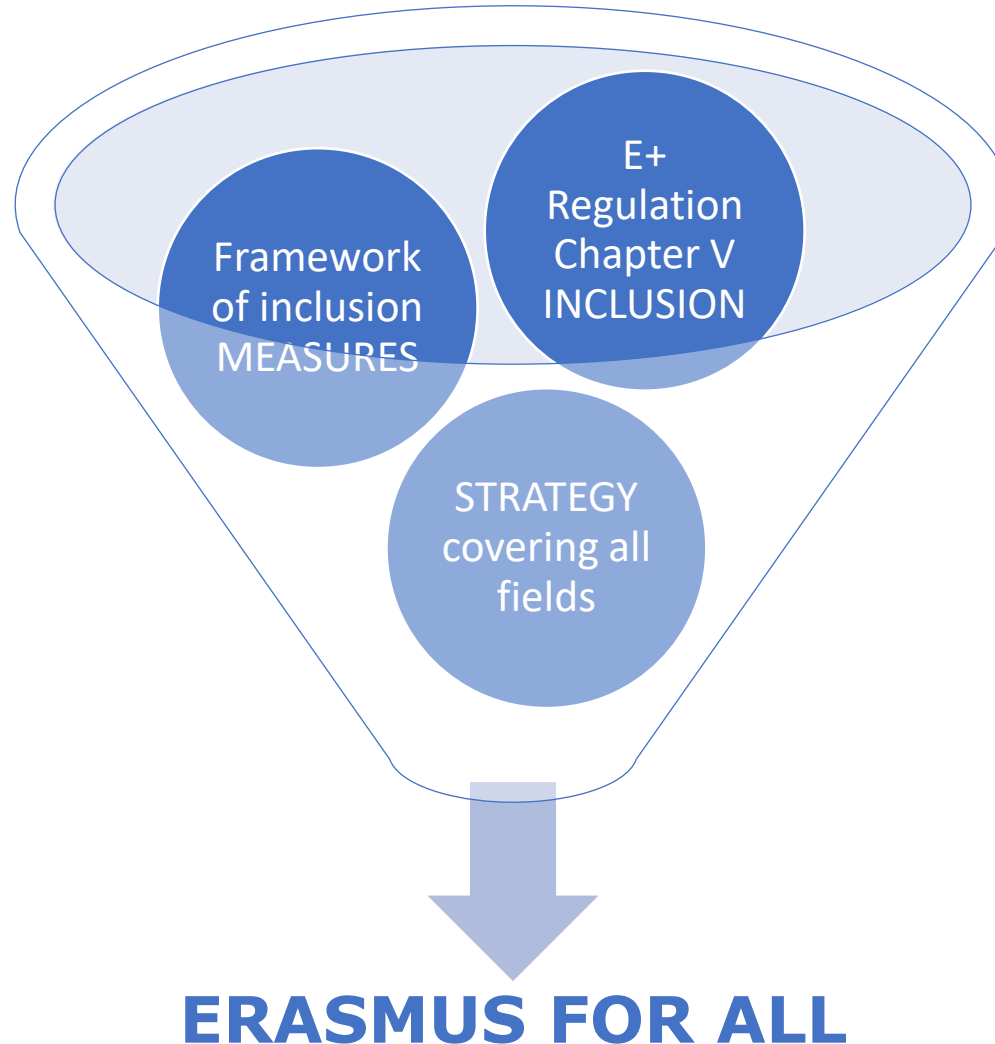 E+
Regulation
Chapter V
INCLUSION
Framework
of inclusion
MEASURES
STRATEGY
covering all
fields
ERASMUS FOR ALL